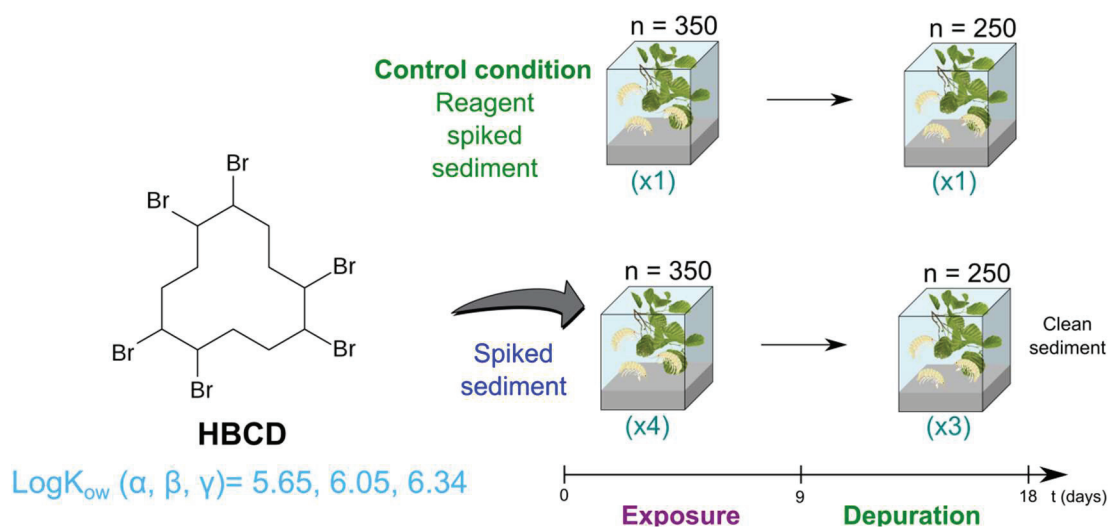 n = 350
n = 250
Control condition
Reagent
spiked
sediment
(x1)
(x1)
Br
Br
Br
Br
Br
Br
HBCD
LogKow (α, β, γ)= 5.65, 6.05, 6.34
n = 350
n = 250
Spiked
sediment
Clean
sediment
(x4)
(x3)
0
9
18
t (days)
Exposure
Depuration